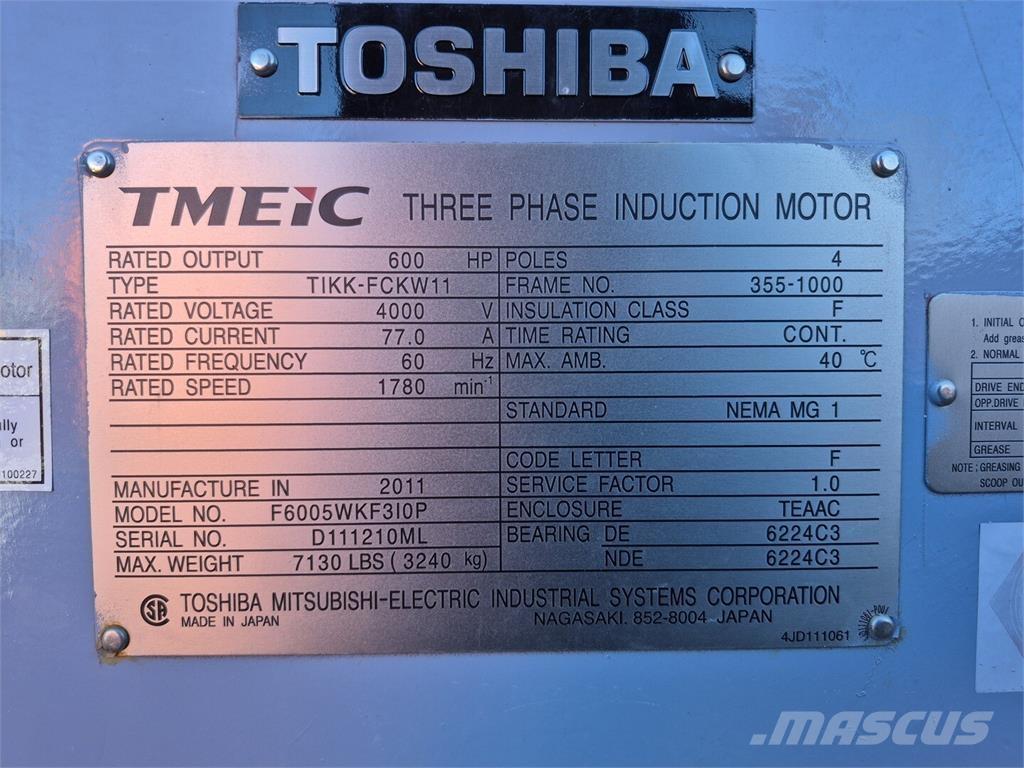 TOSHIBA
TMEiC THREE PHASE INDUCTION MOTOR
RATED OUTPUT 600 HP POLES 4
TYPE TIKK-FCKW11 FRAME NO. 355-1000
RATED VOLTAGE 4000 V INSULATION CLASS F
RATED CURRENT 77.0 A TIME RATING CONT.
RATED FREQUENCY 60 Hz MAX. AMB. 40 °C
RATED SPEED 1780 min-1
STANDARD NEMA MG 1
CODE LETTER F
MANUFACTURE IN 2011 SERVICE FACTOR 1.0
MODEL NO. F6005WKF3I0P ENCLOSURE TEAAC
SERIAL NO. D111210ML BEARING DE 6224C3
MAX. WEIGHT 7130 LBS (3240 kg) NDE 6224C3
SA TOSHIBA MITSUBISHI-ELECTRIC INDUSTRIAL SYSTEMS CORPORATION
MADE IN JAPAN NAGASAKI. 852-8004 JAPAN
4JD111061
otor
lly
or
100227
1. INITIAL
Add
2. NORMAL
DRIVE END
OPP.DRIVE
INTERVAL
GREASE
NOTE ; GREASING
SCOOP
MASCUS